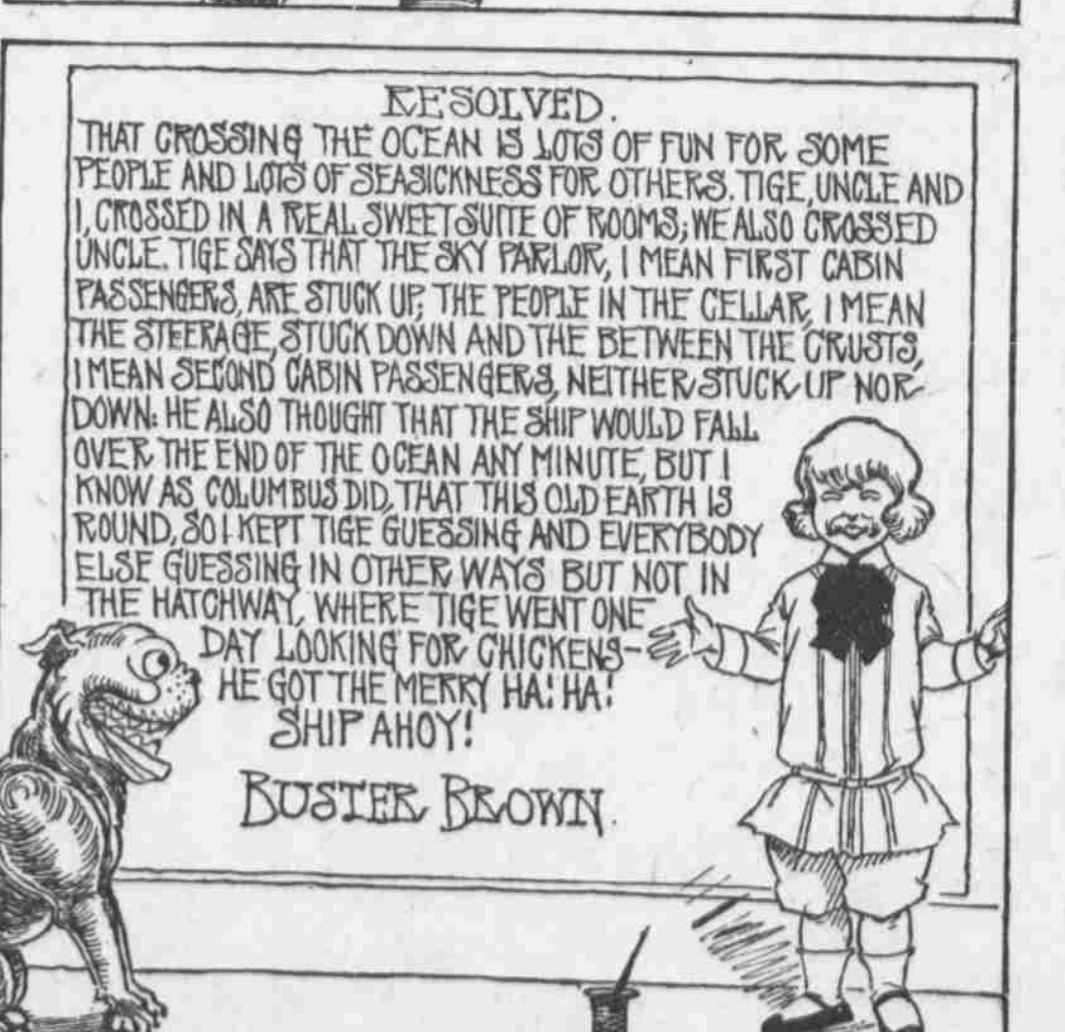 RESOLVED.
THAT CROSSING THE OCEAN IS LOTS OF FUN FOR SOME
PEOPLE AND LOTS OF SEASICKNESS FOR OTHERS. TIGE, UNCLE AND
I, CROSSED IN A REAL SWEET SUITE OF ROOMS; WE ALSO CROSSED
UNCLE. TIGE SAYS THAT THE SKY PARLOR, I MEAN FIRST CABIN
PASSENGERS, ARE STUCK UP, THE PEOPLE IN THE CELLAR, I MEAN
THE STEERAGE, STUCK DOWN AND THE BETWEEN THE CRUSTS,
I MEAN SECOND CABIN PASSENGERS, NEITHER STUCK UP NOR
DOWN: HE ALSO THOUGHT THAT THE SHIP WOULD FALL
OVER THE END OF THE OCEAN ANY MINUTE, BUT I
KNOW AS COLUMBUS DID, THAT THIS OLD EARTH IS
ROUND, SO I KEPT TIGE GUESSING AND EVERYBODY
ELSE GUESSING IN OTHER WAYS BUT NOT IN
THE HATCHWAY, WHERE TIGE WENT ONE
DAY LOOKING FOR CHICKENS-
HE GOT THE MERRY HA! HA!
SHIP AHOY!
BUSTER BROWN.